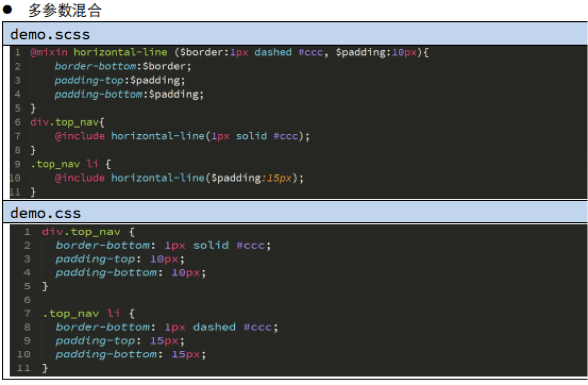 ● 多参数混合
demo.scss
1 @mixin horizontal-line ($border:1px dashed #ccc, $padding:10px){
2 border-bottom:$border;
3 padding-top:$padding;
4 padding-bottom:$padding;
5 }
6 div.top_nav{
7 @include horizontal-line(1px solid #ccc);
8 }
9 .top_nav li {
10 @include horizontal-line($padding:15px);
11 }
demo.css
1 div.top_nav {
2 border-bottom: 1px solid #ccc;
3 padding-top: 10px;
4 padding-bottom: 10px;
5 }
6
7 .top_nav li {
8 border-bottom: 1px dashed #ccc;
9 padding-top: 15px;
10 padding-bottom: 15px;
11 }